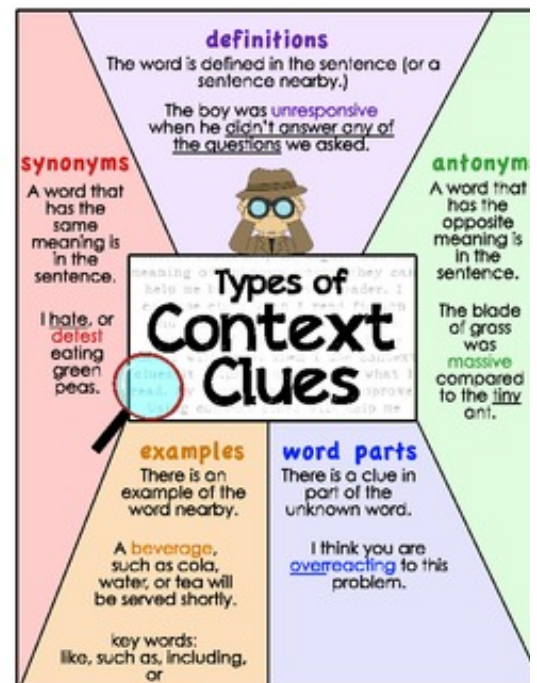 definitions
The word is defined in the sentence (or a
sentence nearby.)
The boy was unresponsive
when he didn't answer any of
the questions we asked.
synonyms
A word that
has the
same
meaning is
in the
sentence.
I hate, or
detest
eating
green
peas.
antonym
A word that
has the
opposite
meaning is
in the
sentence.
The blade
of grass
was
massive
compared
to the tiny
ant.
Types of
Context
Clues
examples
There is an
example of the
word nearby.
A beverage,
such as cola,
water, or tea will
be served shortly.
key words:
like, such as, including,
or
word parts
There is a clue in
part of the
unknown word.
I think you are
overreacting to this
problem.